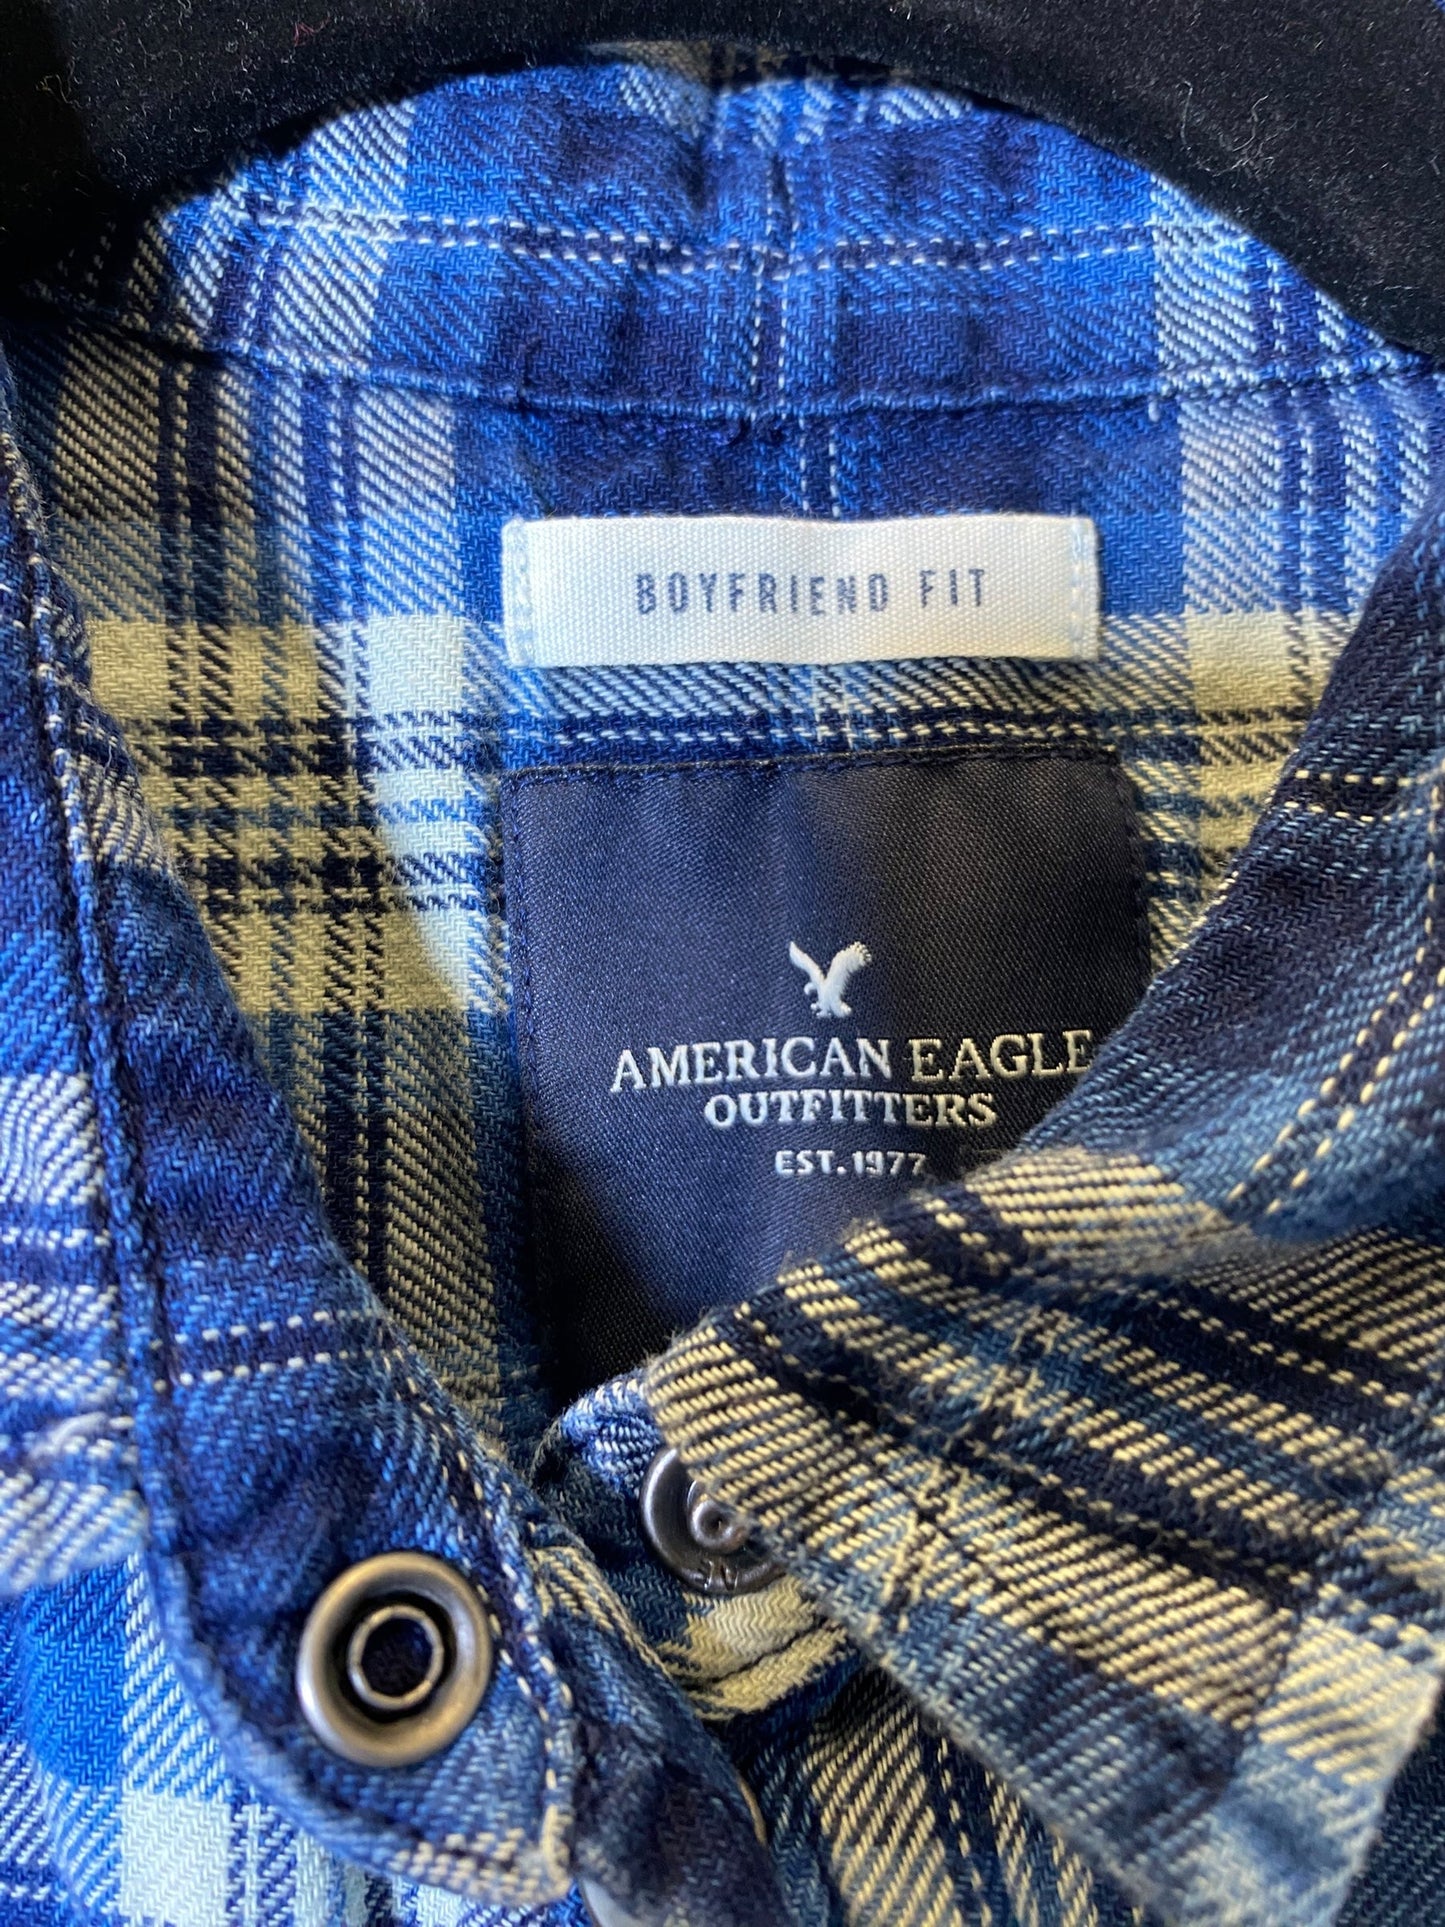 BOYFRIEND FIT
AMERICAN EAGLE
OUTFITTERS
EST. 1977